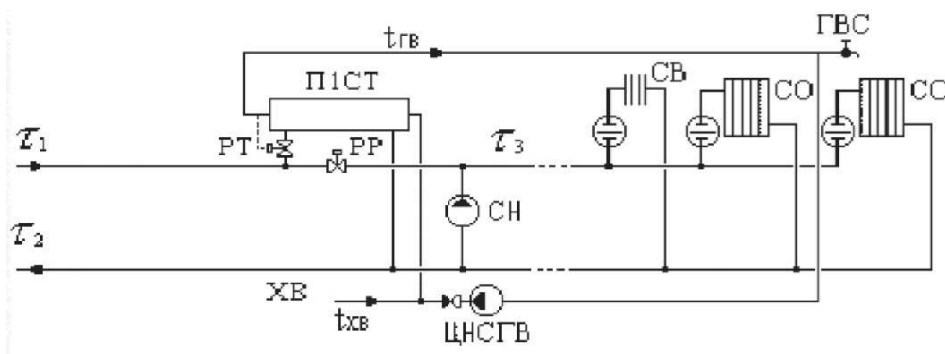 ГВС
tГВ
СВ
П1СТ
СО
СО
τ1
РТ
РР
τ3
СН
τ2
ХВ
tХВ
ЦНСГВ